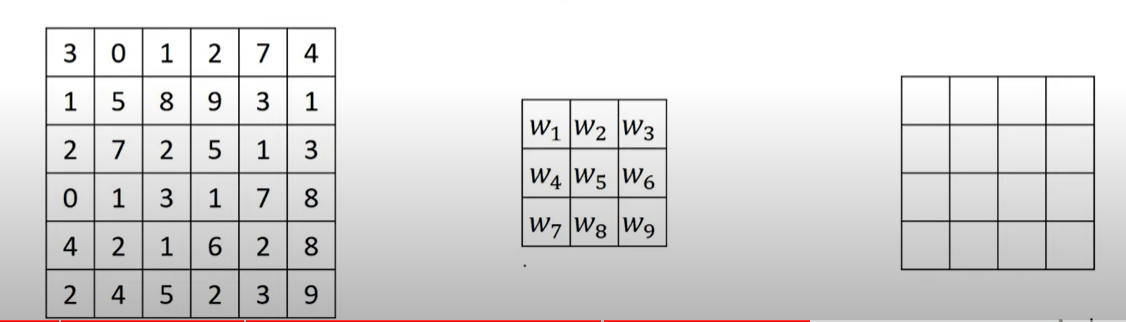 3 0 1 2 7 4
1 5 8 9 3 1
2 7 2 5 1 3
0 1 3 1 7 8
4 2 1 6 2 8
2 4 5 2 3 9
w₁ w₂ w₃
w₄ w₅ w₆
w₇ w₈ w₉